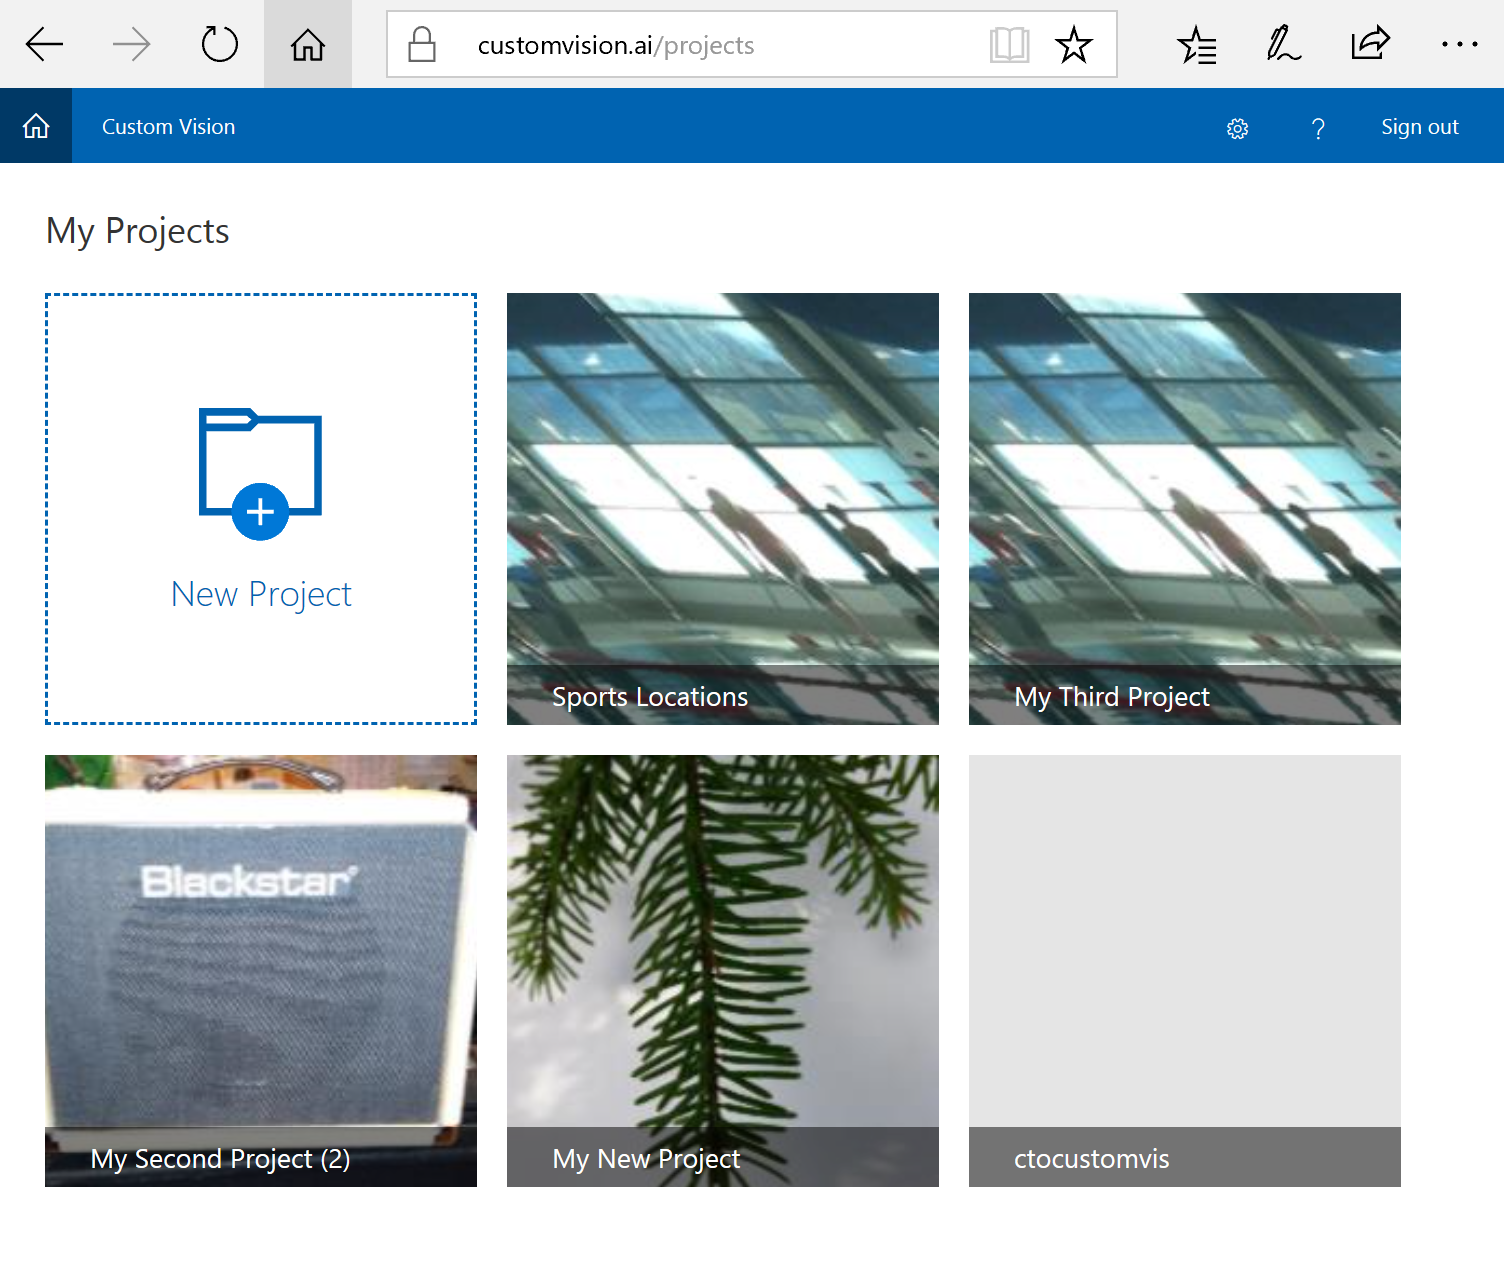 customvision.ai/projects
Custom Vision
?
Sign out
My Projects
New Project
Sports Locations
My Third Project
Blackstar®
My Second Project (2)
My New Project
ctocustomvis